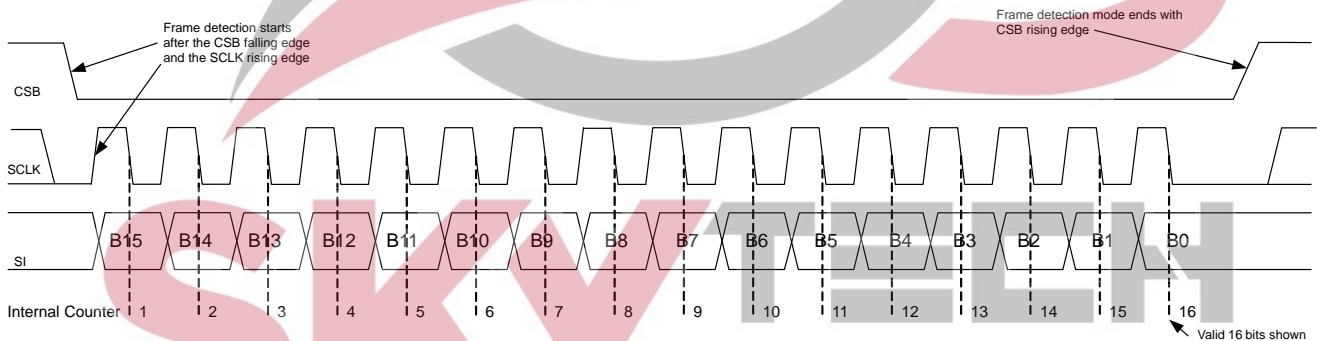 Frame detection starts
after the CSB falling edge
and the SCLK rising edge
Frame detection mode ends with
CSB rising edge
CSB
SCLK
SI
B15 B14 B13 B12 B11 B10 B9 B8 B7 B6 B5 B4 B3 B2 B1 B0
Internal Counter 1 2 3 4 5 6 7 8 9 10 11 12 13 14 15 16
Valid 16 bits shown
SKYTECH